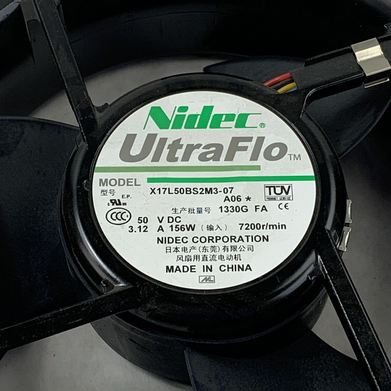 Nidec®
UltraFlo™
MODEL X17L50BS2M3-07
型号 E.P. A06 *
生产批量号 1330G FA CE
50 V DC
3.12 A 156W (输入) 7200r/min
NIDEC CORPORATION
日本电产(东莞)有限公司
风扇用直流电动机
MADE IN CHINA
TÜV
CCC